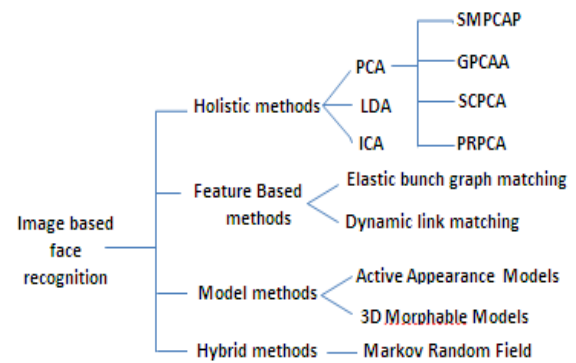 SMPCAP
PCA
GPCAA
Holistic methods
LDA
SCPCA
ICA
PRPCA
Elastic bunch graph matching
Feature Based
methods
Dynamic link matching
Image based
face
recognition
Active Appearance Models
Model methods
3D Morphable Models
Hybrid methods
Markov Random Field